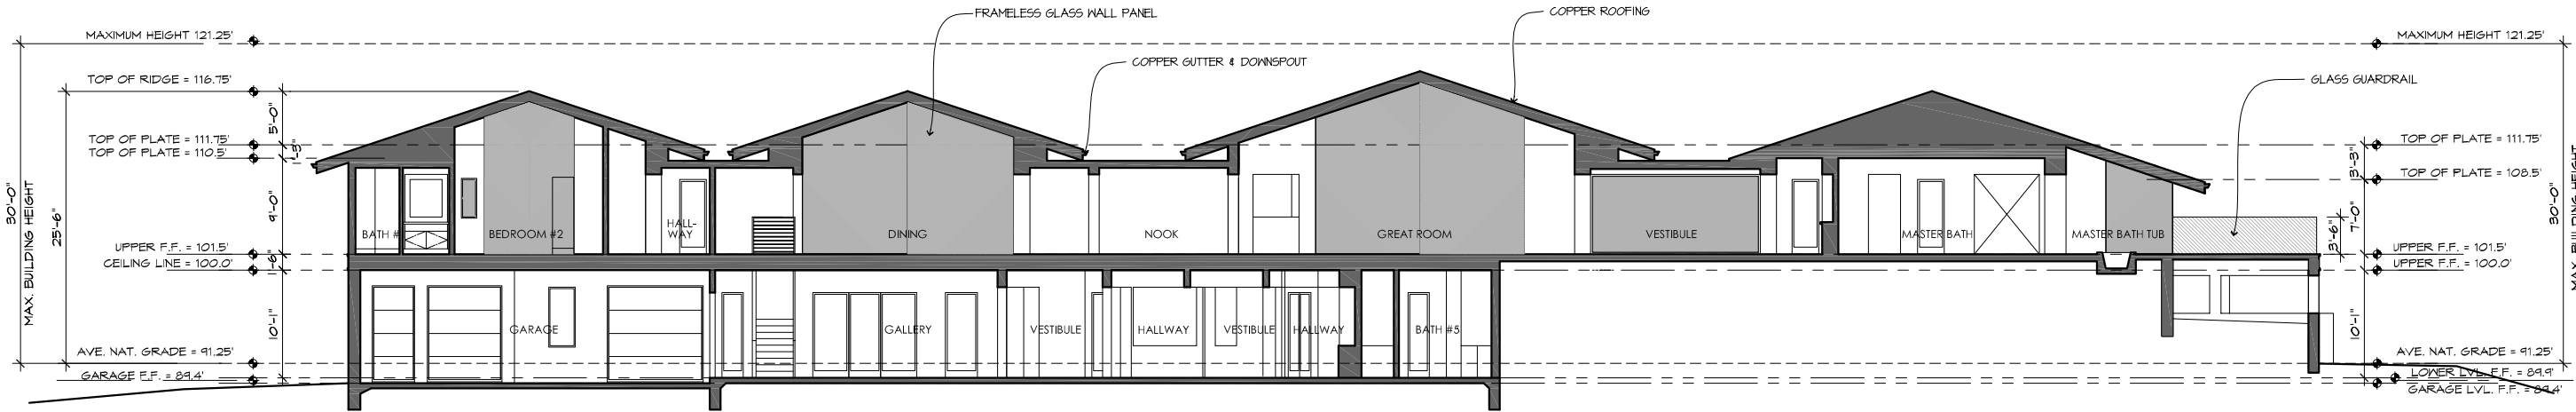 FRAMELESS GLASS WALL PANEL
COPPER ROOFING
MAXIMUM HEIGHT 121.25'
MAXIMUM HEIGHT 121.25'
COPPER GUTTER & DOWNSPOUT
TOP OF RIDGE = 116.75'
GLASS GUARDRAIL
5'-0"
TOP OF PLATE = 111.75'
TOP OF PLATE = 111.75'
TOP OF PLATE = 110.5'
3'-3"
TOP OF PLATE = 108.5'
30'-0"
MAX. BUILDING HEIGHT
25'-6"
9'-0"
7'-0"
3'-6"
30'-0"
HALL-
WAY
BATH #
BEDROOM #2
DINING
NOOK
GREAT ROOM
VESTIBULE
MASTER BATH
MASTER BATH TUB
UPPER F.F. = 101.5'
UPPER F.F. = 101.5'
CEILING LINE = 100.0'
UPPER F.F. = 100.0'
10'-1"
10'-1"
GARAGE
GALLERY
VESTIBULE
HALLWAY
VESTIBULE
HALLWAY
BATH #5
AVE. NAT. GRADE = 91.25'
AVE. NAT. GRADE = 91.25'
GARAGE F.F. = 89.4'
LOWER LVL. F.F. = 89.9'
GARAGE LVL. F.F. = 89.4'